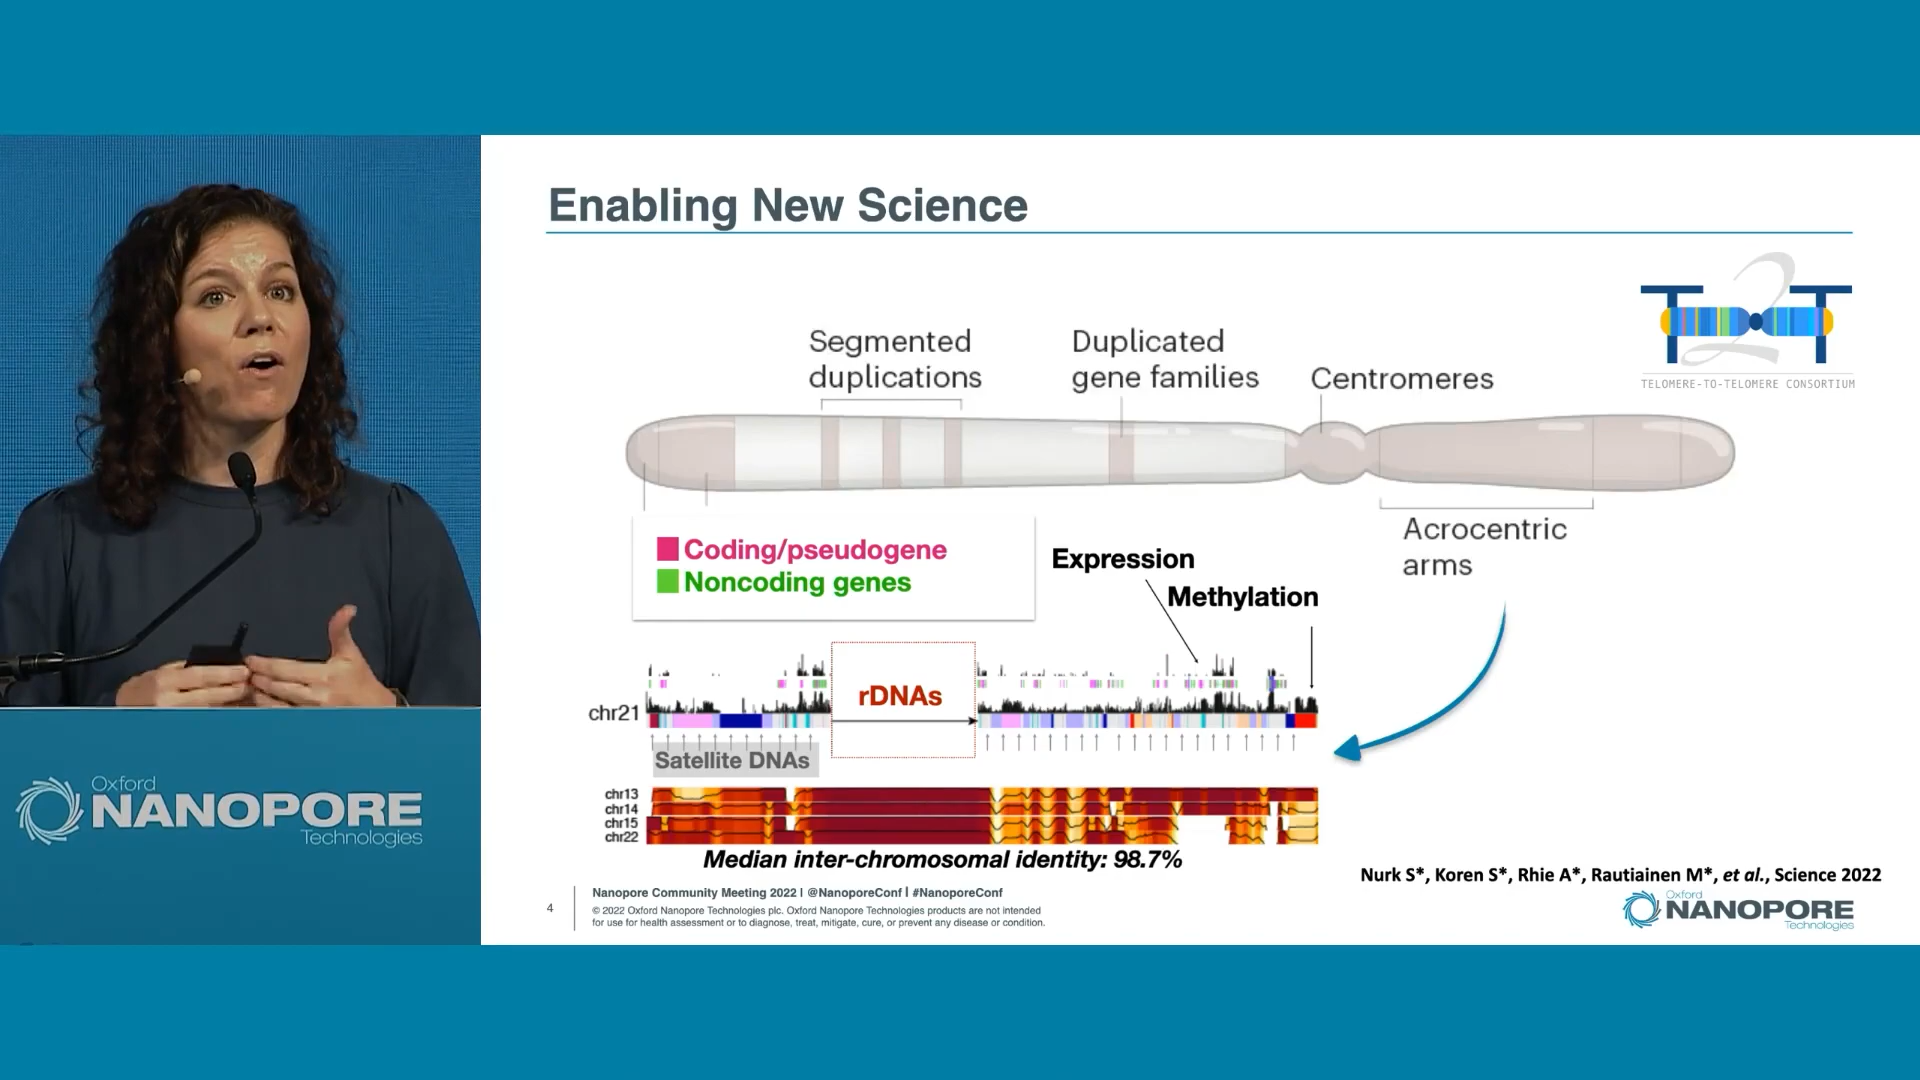 Enabling New Science
TELOMERE-TO-TELOMERE CONSORTIUM
Segmented
duplications
Duplicated
gene families
Centromeres
Acrocentric
arms
Coding/pseudogene
Noncoding genes
Expression
Methylation
rDNAs
chr21
Satellite DNAs
chr13
chr14
chr15
chr22
Median inter-chromosomal identity: 98.7%
Nurk S*, Koren S*, Rhie A*, Rautiainen M*, et al., Science 2022
4
Nanopore Community Meeting 2022 | @NanoporeConf | #NanoporeConf
© 2022 Oxford Nanopore Technologies plc. Oxford Nanopore Technologies products are not intended
for use for health assessment or to diagnose, treat, mitigate, cure, or prevent any disease or condition.
Oxford
NANOPORE
Technologies
Oxford
NANOPORE
Technologies